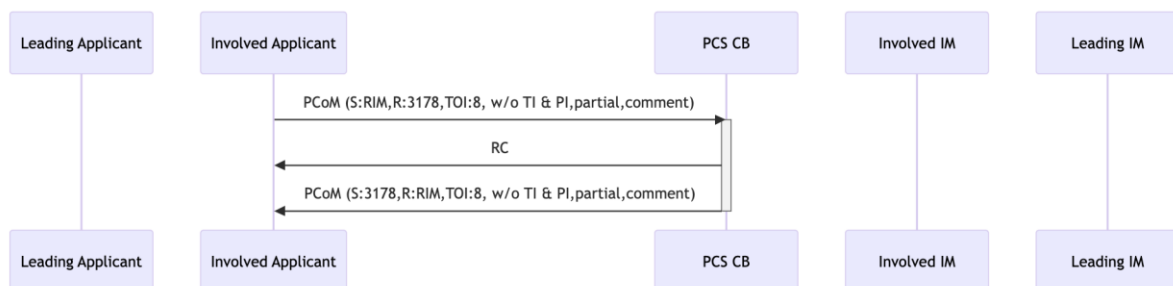 Leading Applicant
Involved Applicant
PCS CB
Involved IM
Leading IM
PCoM (S:RIM,R:3178,TOI:8, w/o TI & PI,partial,comment)
RC
PCoM (S:3178,R:RIM,TOI:8, w/o TI & PI,partial,comment)
Leading Applicant
Involved Applicant
PCS CB
Involved IM
Leading IM